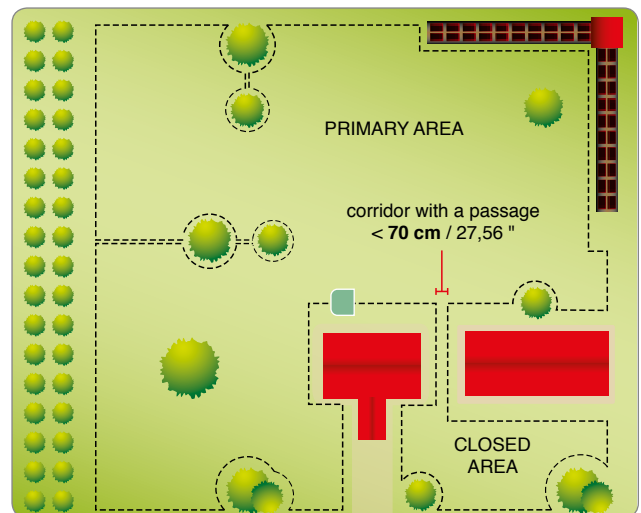 PRIMARY AREA
corridor with a passage
< 70 cm / 27,56 "
CLOSED
AREA